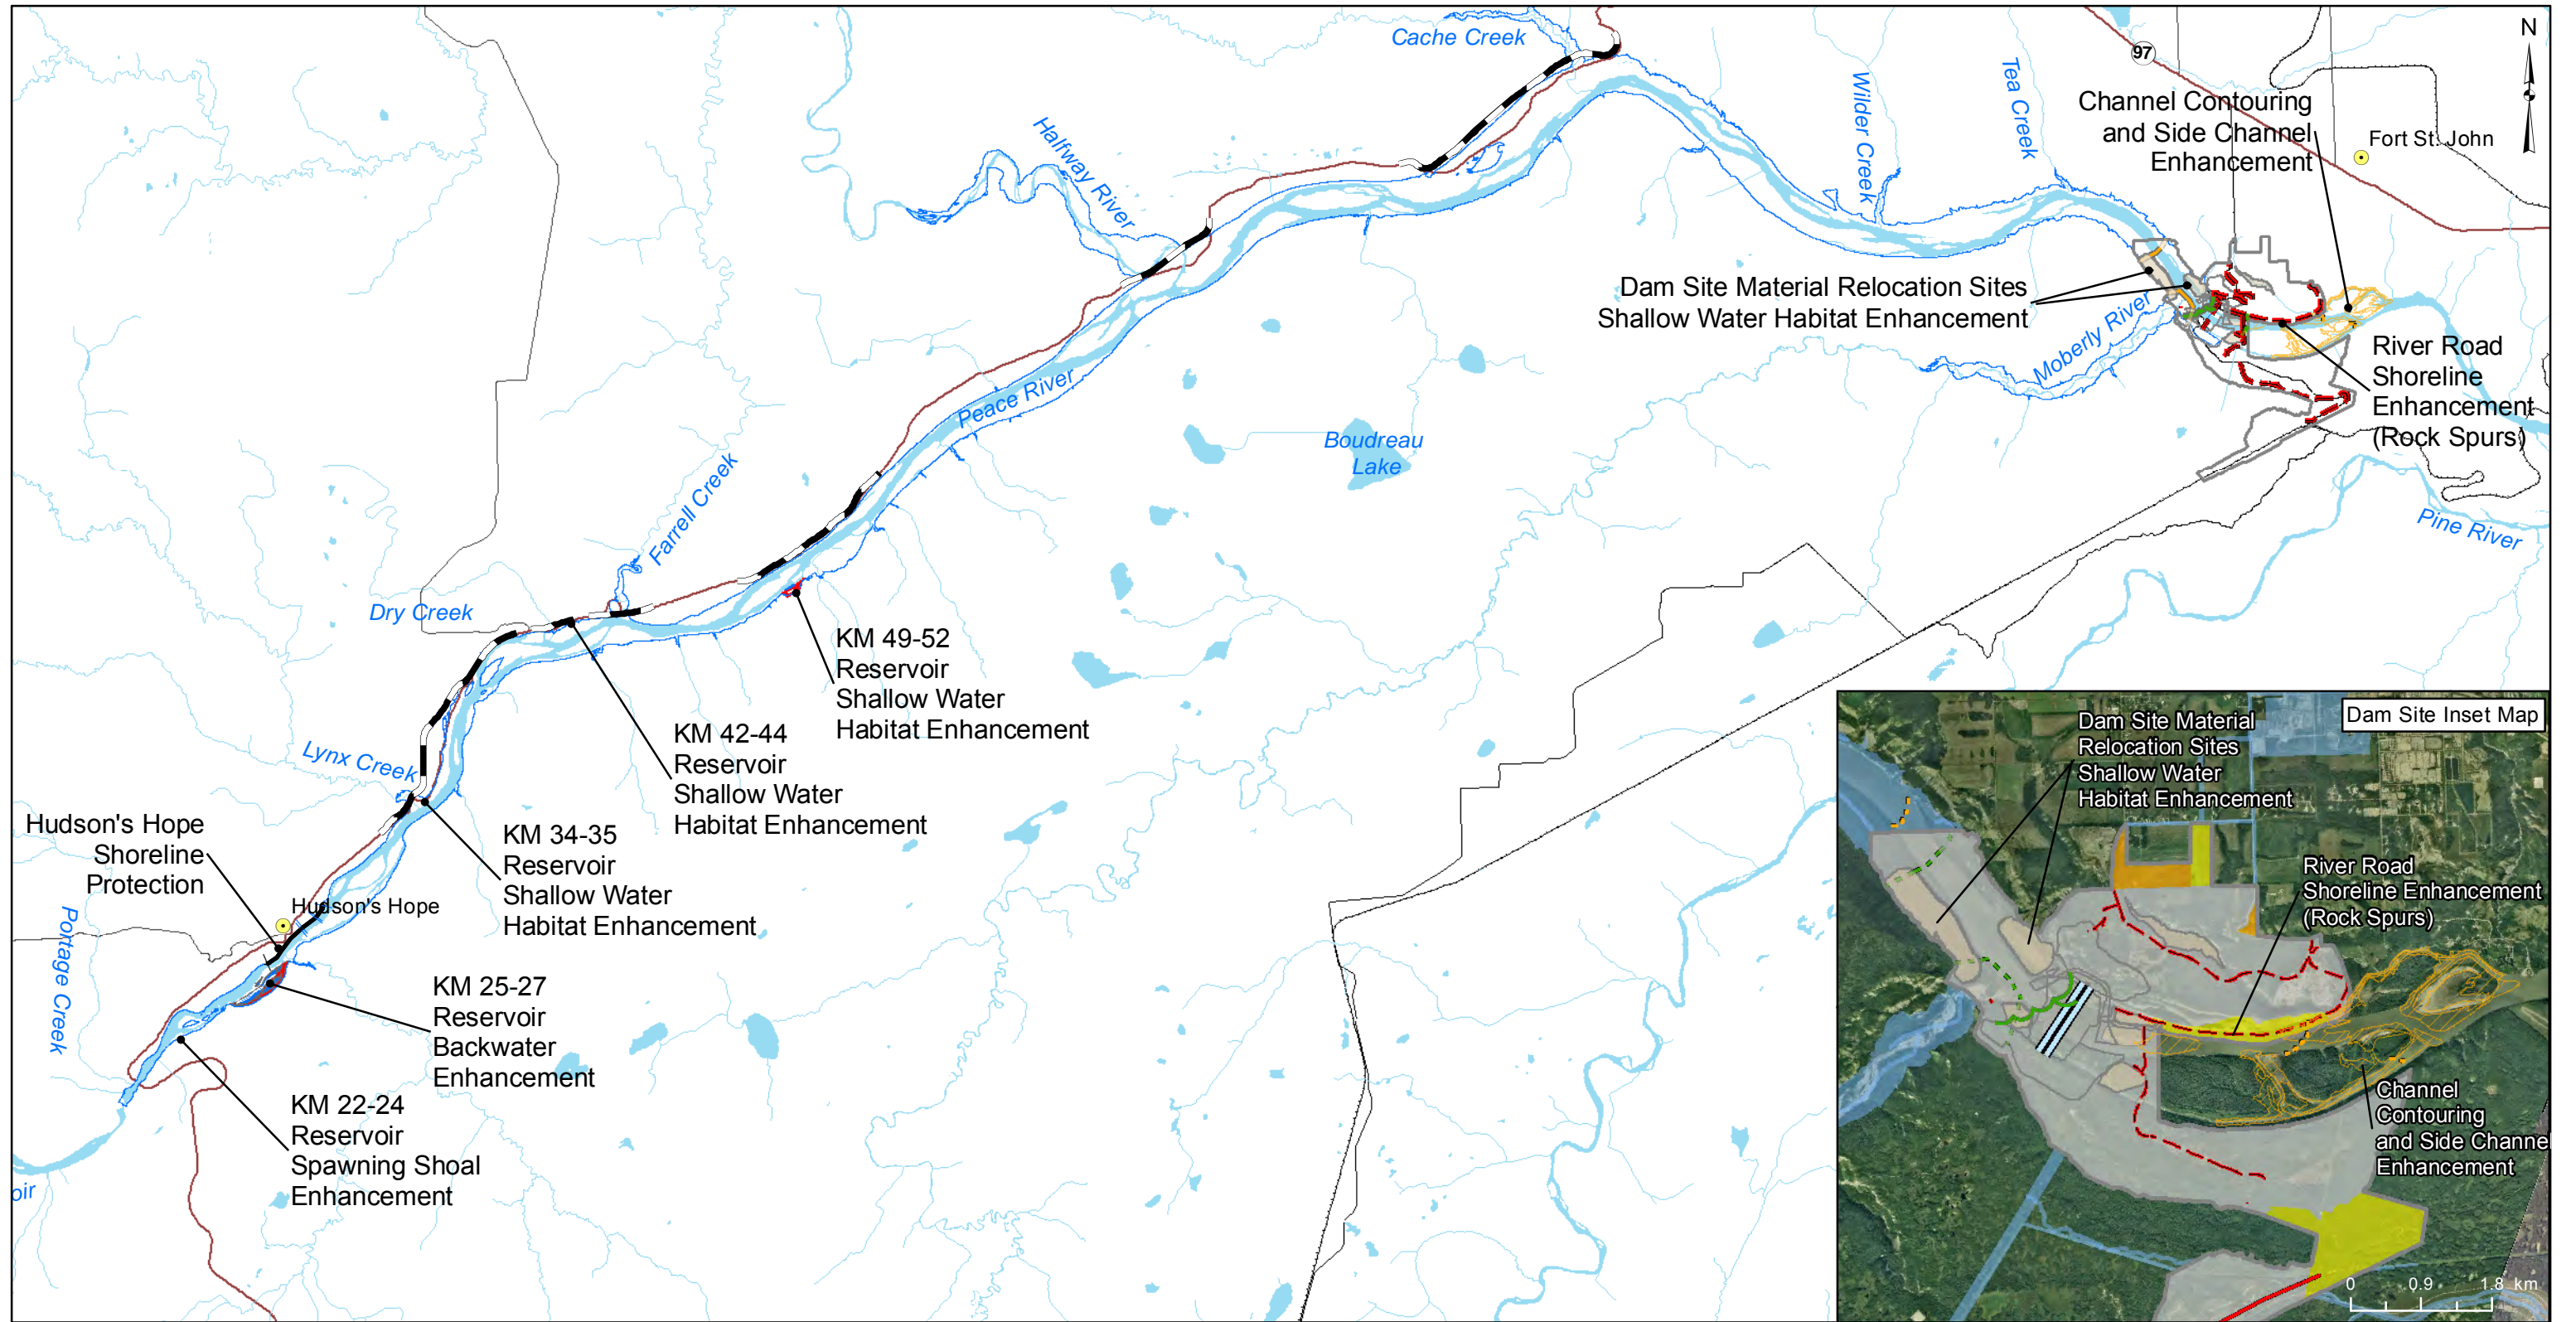 Cache Creek
97
N
Wilder Creek
Tea Creek
Channel Contouring
and Side Channel
Enhancement
Fort St. John
Halfway River
Dam Site Material Relocation Sites
Shallow Water Habitat Enhancement
Moberly River
River Road
Shoreline
Enhancement
(Rock Spurs)
Peace River
Boudreau
Lake
Farrell Creek
Pine River
Dry Creek
KM 49-52
Reservoir
Shallow Water
Habitat Enhancement
KM 42-44
Reservoir
Shallow Water
Habitat Enhancement
Lynx Creek
KM 34-35
Reservoir
Shallow Water
Habitat Enhancement
Hudson's Hope
Shoreline
Protection
Hudson's Hope
Portage Creek
KM 25-27
Reservoir
Backwater
Enhancement
KM 22-24
Reservoir
Spawning Shoal
Enhancement
oir
Dam Site Inset Map
Dam Site Material
Relocation Sites
Shallow Water
Habitat Enhancement
River Road
Shoreline Enhancement
(Rock Spurs)
Channel
Contouring
and Side Channel
Enhancement
0 0.9 1.8 km